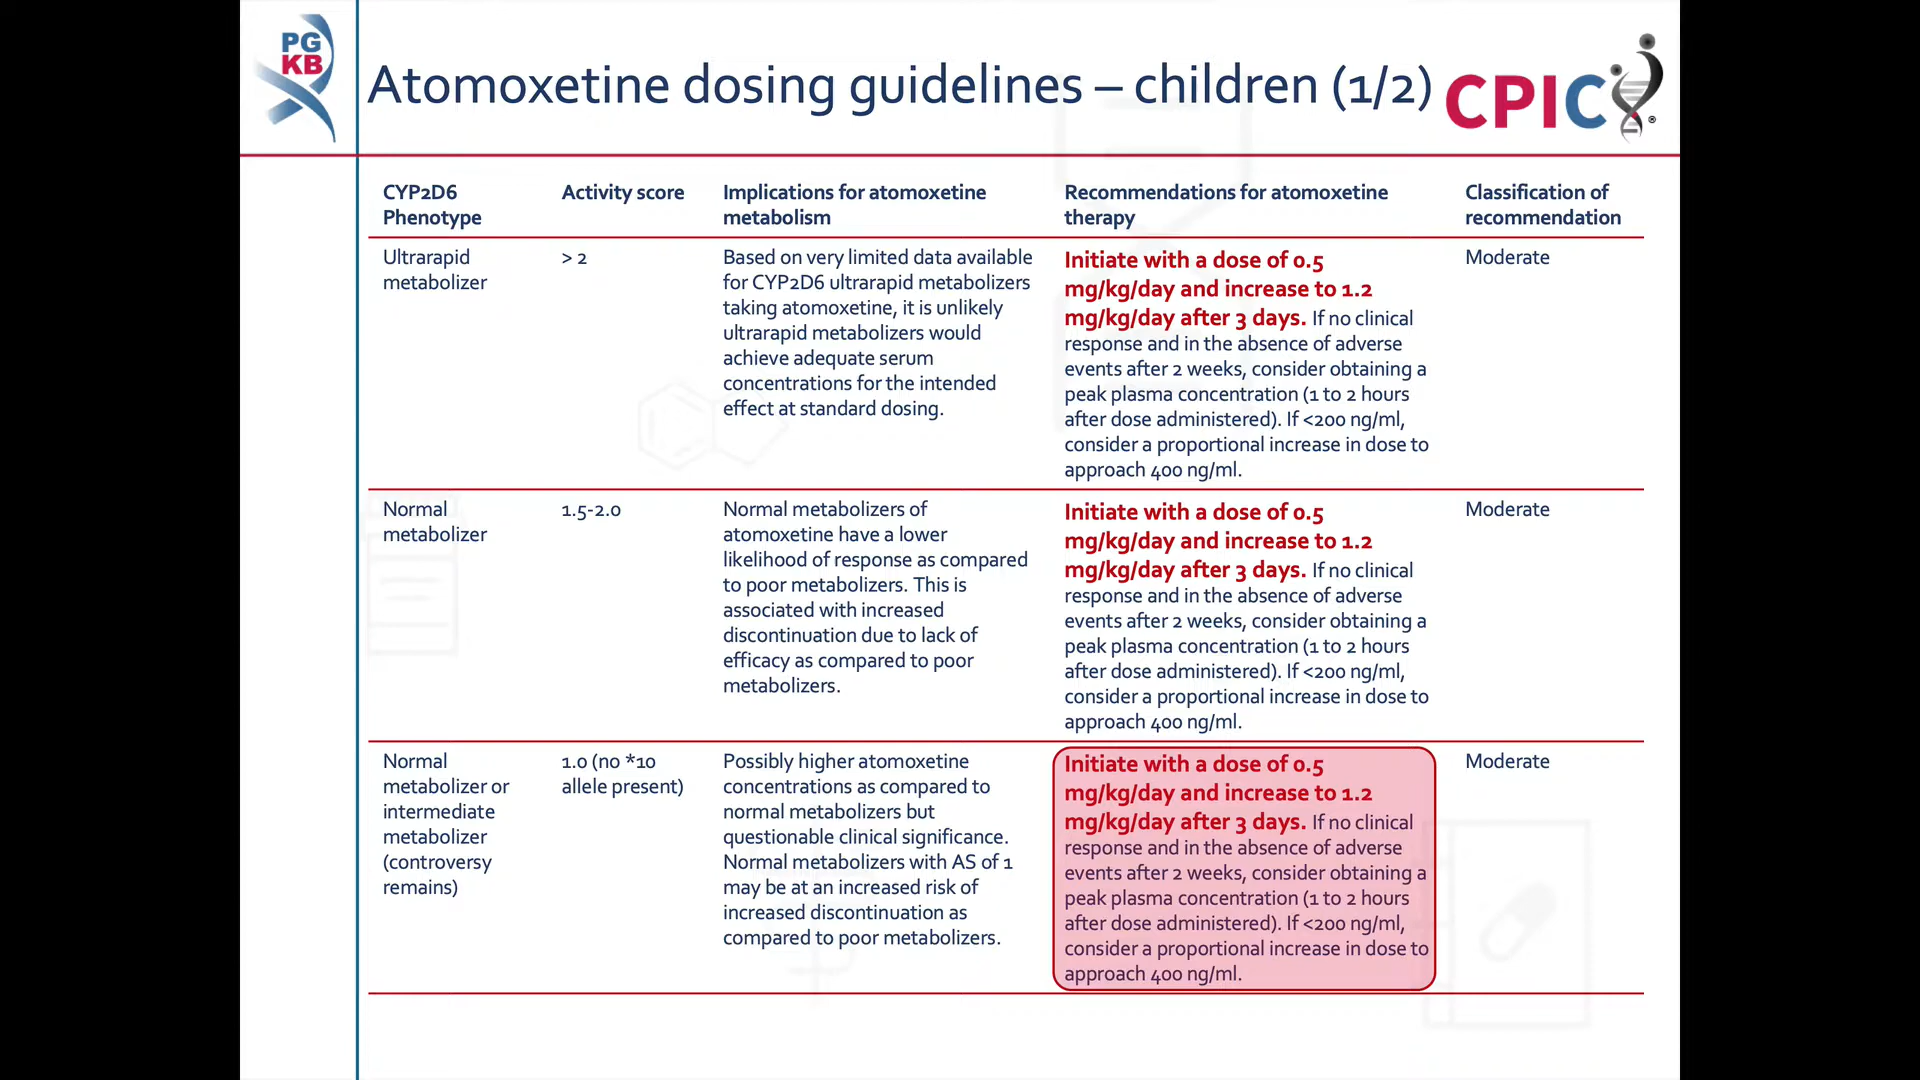 PG
KB
Atomoxetine dosing guidelines – children (1/2)
CPIC®
CYP2D6
Phenotype
Activity score
Implications for atomoxetine
metabolism
Recommendations for atomoxetine
therapy
Classification of
recommendation
Ultrarapid
metabolizer
> 2
Based on very limited data available
for CYP2D6 ultrarapid metabolizers
taking atomoxetine, it is unlikely
ultrarapid metabolizers would
achieve adequate serum
concentrations for the intended
effect at standard dosing.
Initiate with a dose of 0.5
mg/kg/day and increase to 1.2
mg/kg/day after 3 days. If no clinical
response and in the absence of adverse
events after 2 weeks, consider obtaining a
peak plasma concentration (1 to 2 hours
after dose administered). If <200 ng/ml,
consider a proportional increase in dose to
approach 400 ng/ml.
Moderate
Normal
metabolizer
1.5-2.0
Normal metabolizers of
atomoxetine have a lower
likelihood of response as compared
to poor metabolizers. This is
associated with increased
discontinuation due to lack of
efficacy as compared to poor
metabolizers.
Initiate with a dose of 0.5
mg/kg/day and increase to 1.2
mg/kg/day after 3 days. If no clinical
response and in the absence of adverse
events after 2 weeks, consider obtaining a
peak plasma concentration (1 to 2 hours
after dose administered). If <200 ng/ml,
consider a proportional increase in dose to
approach 400 ng/ml.
Moderate
Normal
metabolizer or
intermediate
metabolizer
(controversy
remains)
1.0 (no *10
allele present)
Possibly higher atomoxetine
concentrations as compared to
normal metabolizers but
questionable clinical significance.
Normal metabolizers with AS of 1
may be at an increased risk of
increased discontinuation as
compared to poor metabolizers.
Initiate with a dose of 0.5
mg/kg/day and increase to 1.2
mg/kg/day after 3 days. If no clinical
response and in the absence of adverse
events after 2 weeks, consider obtaining a
peak plasma concentration (1 to 2 hours
after dose administered). If <200 ng/ml,
consider a proportional increase in dose to
approach 400 ng/ml.
Moderate